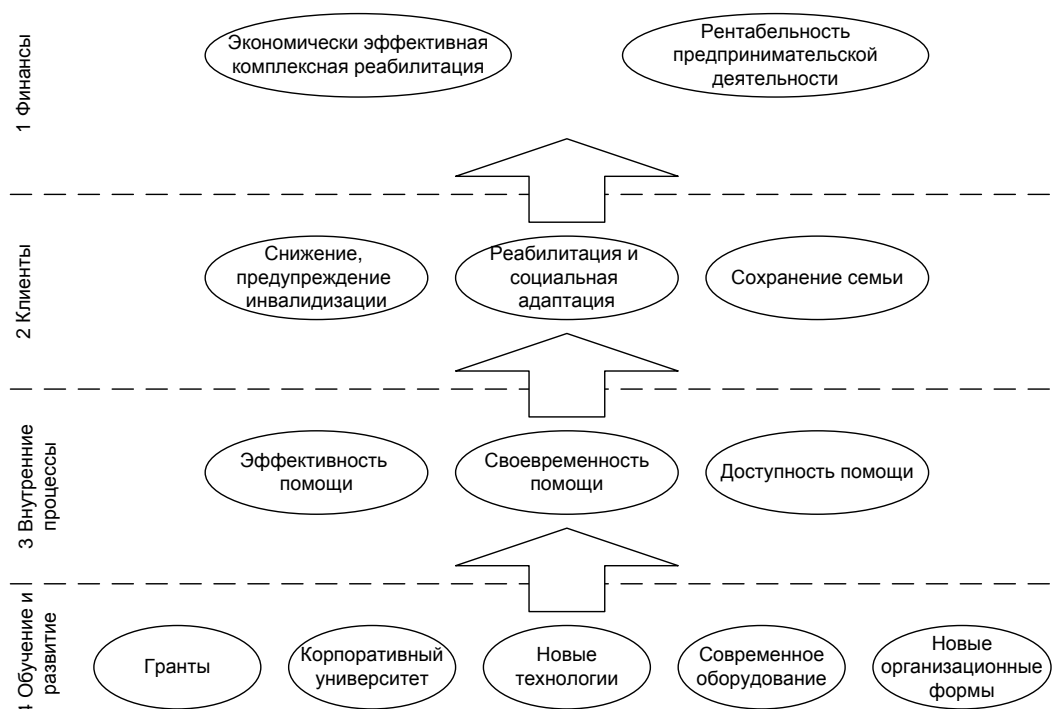 1 Финансы
Экономически эффективная
комплексная реабилитация
Рентабельность
предпринимательской
деятельности
2 Клиенты
Снижение,
предупреждение
инвалидизации
Реабилитация и
социальная
адаптация
Сохранение семьи
3 Внутренние
процессы
Эффективность
помощи
Своевременность
помощи
Доступность помощи
4 Обучение и
развитие
Гранты
Корпоративный
университет
Новые
технологии
Современное
оборудование
Новые
организационные
формы